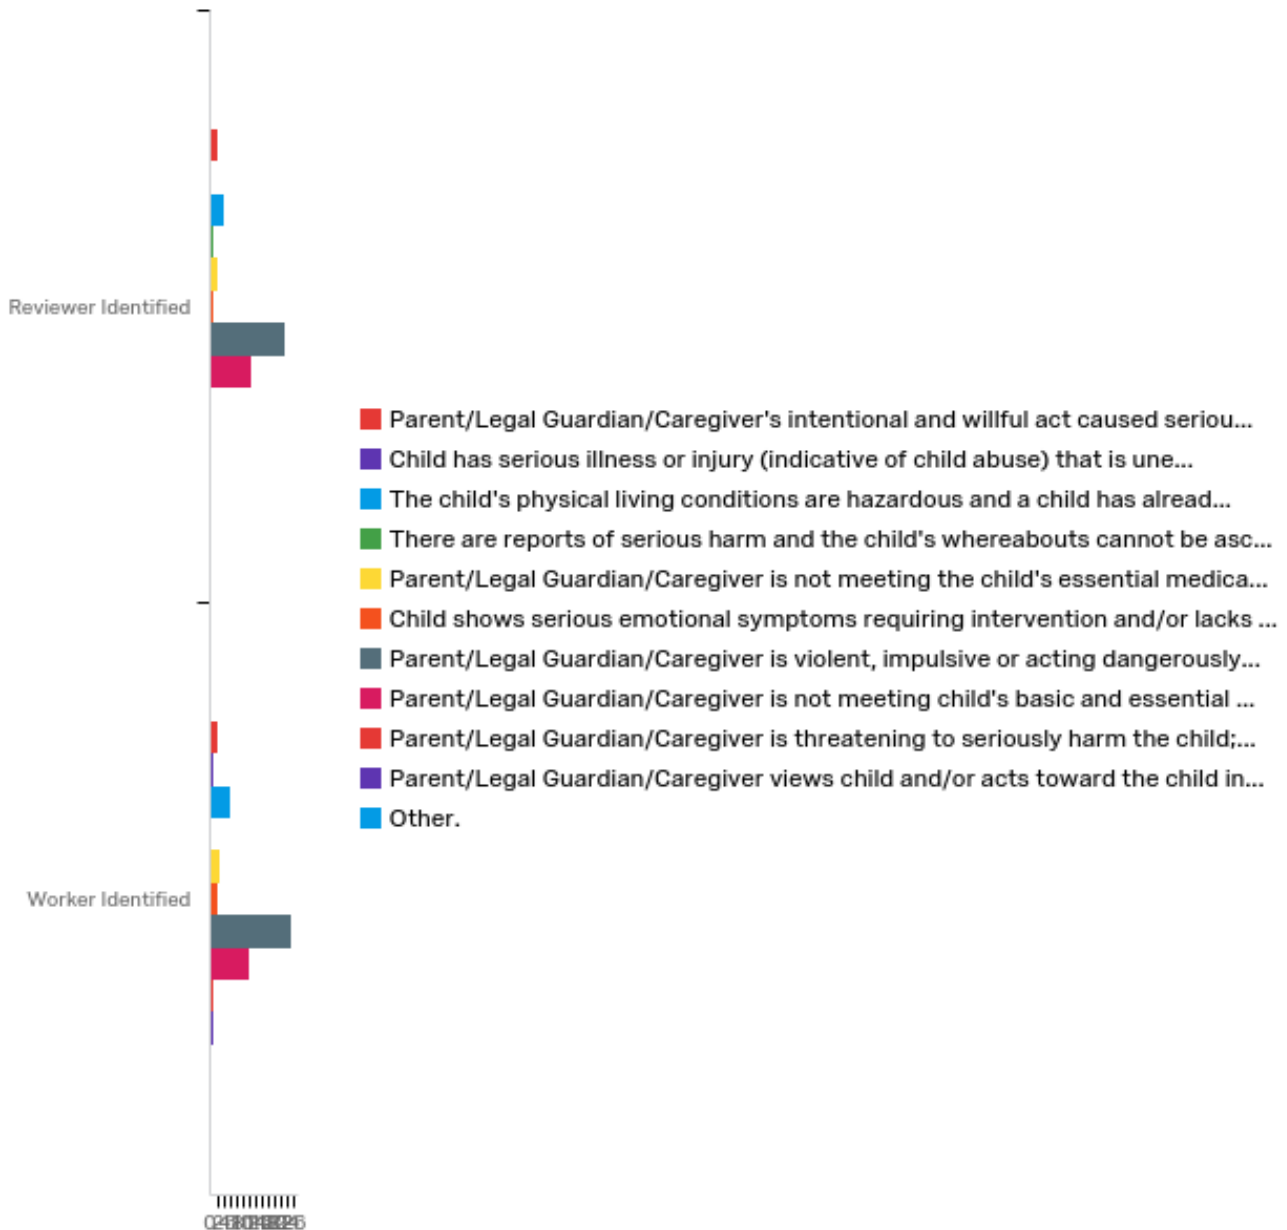 Reviewer Identified
Parent/Legal Guardian/Caregiver's intentional and willful act caused seriou...
Child has serious illness or injury (indicative of child abuse) that is une...
The child's physical living conditions are hazardous and a child has alread...
There are reports of serious harm and the child's whereabouts cannot be asc...
Parent/Legal Guardian/Caregiver is not meeting the child's essential medica...
Child shows serious emotional symptoms requiring intervention and/or lacks ...
Parent/Legal Guardian/Caregiver is violent, impulsive or acting dangerously...
Parent/Legal Guardian/Caregiver is not meeting child's basic and essential ...
Parent/Legal Guardian/Caregiver is threatening to seriously harm the child;...
Parent/Legal Guardian/Caregiver views child and/or acts toward the child in...
Other.
Worker Identified